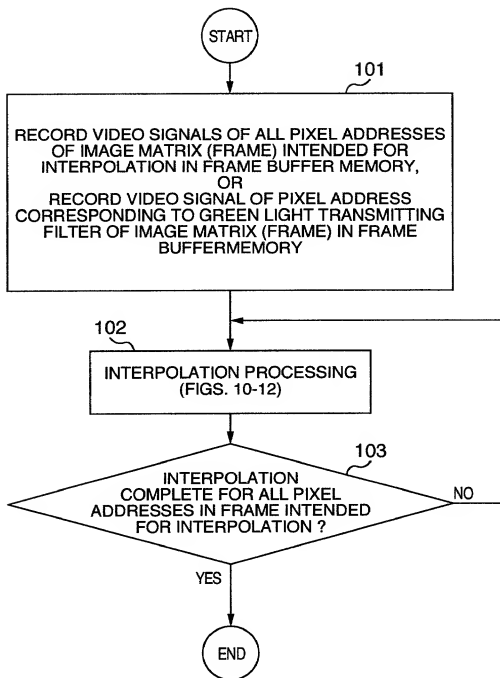 START
101
RECORD VIDEO SIGNALS OF ALL PIXEL ADDRESSES
OF IMAGE MATRIX (FRAME) INTENDED FOR
INTERPOLATION IN FRAME BUFFER MEMORY,
OR
RECORD VIDEO SIGNAL OF PIXEL ADDRESS
CORRESPONDING TO GREEN LIGHT TRANSMITTING
FILTER OF IMAGE MATRIX (FRAME) IN FRAME
BUFFERMEMORY
102
INTERPOLATION PROCESSING
(FIGS. 10-12)
103
INTERPOLATION
COMPLETE FOR ALL PIXEL
ADDRESSES IN FRAME INTENDED
FOR INTERPOLATION ?
NO
YES
END